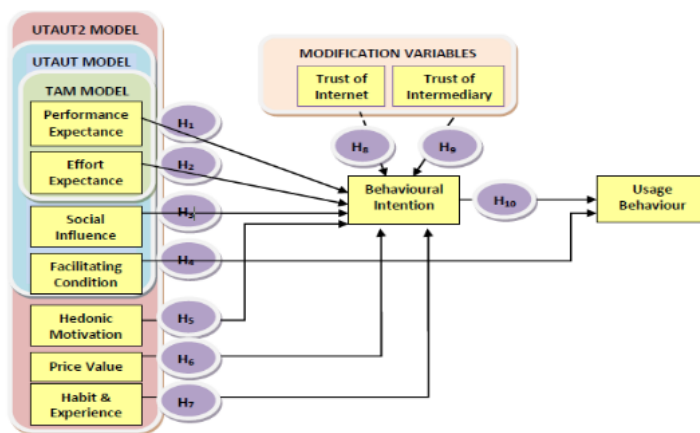 UTAUT2 MODEL
UTAUT MODEL
TAM MODEL
Performance
Expectance
Effort
Expectance
Social
Influence
Facilitating
Condition
Hedonic
Motivation
Price Value
Habit &
Experience
H₁
H₂
H₃
H₄
H₅
H₆
H₇
MODIFICATION VARIABLES
Trust of
Internet
Trust of
Intermediary
H₈
H₉
Behavioural
Intention
H₁₀
Usage
Behaviour